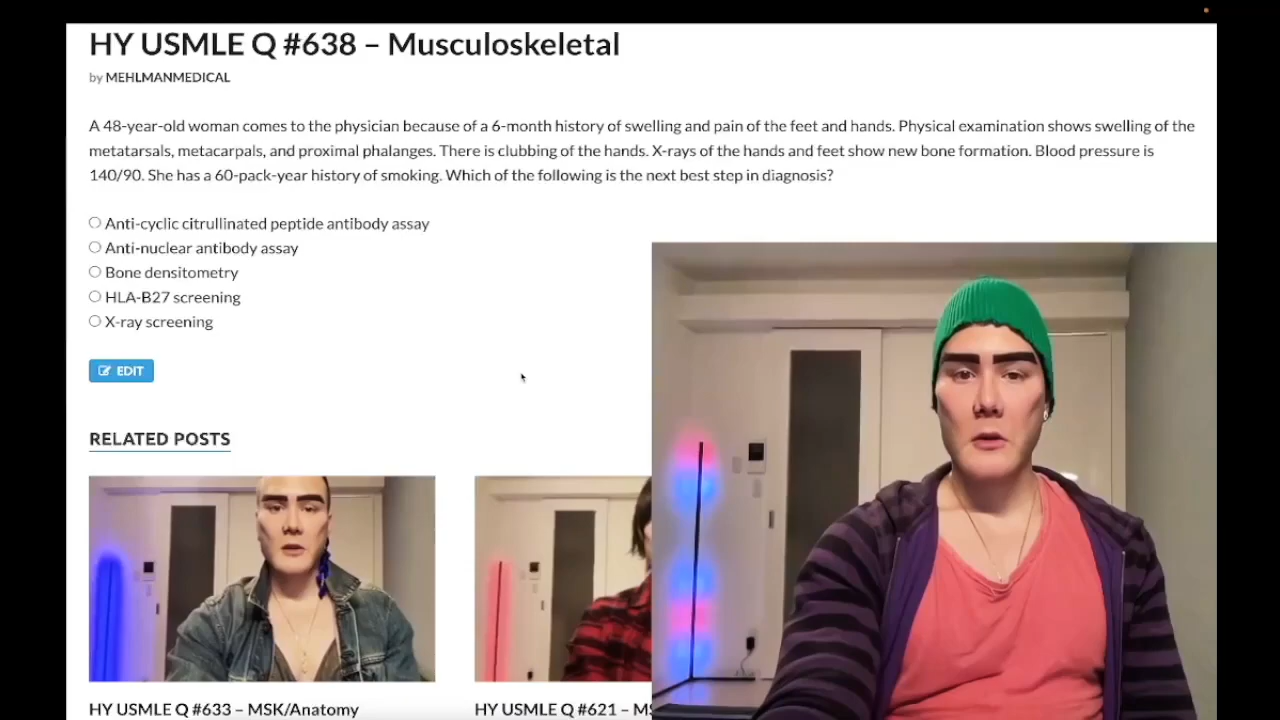 HY USMLE Q #638 – Musculoskeletal
by MEHLMANMEDICAL
A 48-year-old woman comes to the physician because of a 6-month history of swelling and pain of the feet and hands. Physical examination shows swelling of the
metatarsals, metacarpals, and proximal phalanges. There is clubbing of the hands. X-rays of the hands and feet show new bone formation. Blood pressure is
140/90. She has a 60-pack-year history of smoking. Which of the following is the next best step in diagnosis?
Anti-cyclic citrullinated peptide antibody assay
Anti-nuclear antibody assay
Bone densitometry
HLA-B27 screening
X-ray screening
EDIT
RELATED POSTS
HY USMLE Q #633 – MSK/Anatomy
HY USMLE Q #621 – MS